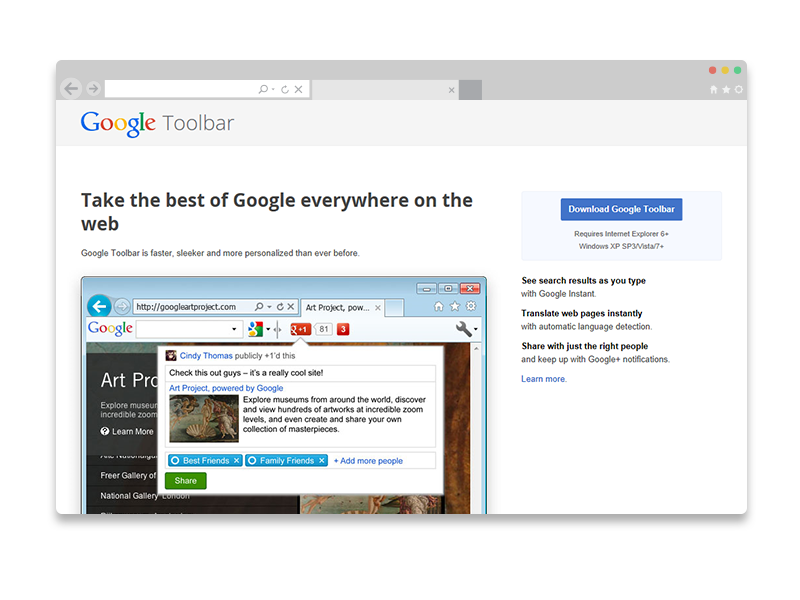 Google Toolbar
Take the best of Google everywhere on the
web
Google Toolbar is faster, sleeker and more personalized than ever before.
http://googleartproject.com
Art Project, pow...
Google
+1
81
3
Cindy Thomas publicly +1'd this
Check this out guys – it's a really cool site!
Art Project, powered by Google
Explore museums from around the world, discover
and view hundreds of artworks at incredible zoom
levels, and even create and share your own
collection of masterpieces.
Best Friends
Family Friends
+ Add more people
Share
Art Pro
Explore museum
incredible zoom
Learn More
Freer Gallery of
National Gallery London
Download Google Toolbar
Requires Internet Explorer 6+
Windows XP SP3/Vista/7+
See search results as you type
with Google Instant.
Translate web pages instantly
with automatic language detection.
Share with just the right people
and keep up with Google+ notifications.
Learn more.